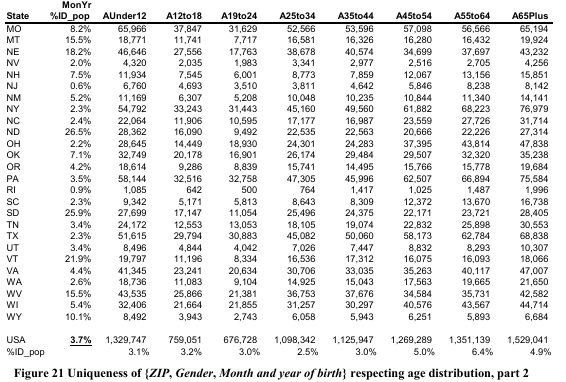 MonYr
State %ID_pop AUnder12 A12to18 A19to24 A25to34 A35to44 A45to54 A55to64 A65Plus
MO 8.2% 65,966 37,847 31,629 52,566 53,596 57,098 56,566 65,194
MT 15.5% 18,771 11,741 7,717 16,581 16,326 16,280 16,432 19,924
NE 18.2% 46,646 27,556 17,763 38,678 40,574 34,699 37,697 43,232
NV 2.0% 4,320 2,035 1,983 3,341 2,977 2,516 2,705 4,256
NH 7.5% 11,934 7,545 6,001 8,773 7,859 12,067 13,156 15,851
NJ 0.6% 6,760 4,693 3,510 3,811 4,642 5,846 8,238 8,142
NM 5.2% 11,169 6,307 5,208 10,048 10,235 10,844 11,340 14,141
NY 2.3% 54,792 33,243 31,443 45,160 49,560 61,882 68,223 76,979
NC 2.4% 22,064 11,906 10,595 17,177 16,987 23,559 27,726 31,714
ND 26.5% 28,362 16,090 9,492 22,535 22,563 20,666 22,226 27,314
OH 2.2% 28,645 14,449 18,930 24,301 24,283 37,395 43,814 47,838
OK 7.1% 32,749 20,178 16,901 26,174 29,484 29,507 32,320 35,238
OR 4.2% 18,614 9,286 8,839 15,741 14,495 15,766 15,778 19,684
PA 3.5% 58,144 32,516 32,758 47,305 45,996 62,507 66,894 75,584
RI 0.9% 1,085 642 500 764 1,417 1,025 1,487 1,996
SC 2.3% 9,342 5,171 5,813 8,643 8,309 12,372 13,670 16,738
SD 25.9% 27,699 17,147 11,054 25,496 24,375 22,171 23,721 28,405
TN 3.4% 24,172 12,553 13,053 18,105 19,074 22,832 25,898 30,553
TX 2.3% 51,615 29,794 30,883 45,082 50,060 58,173 62,784 68,838
UT 3.4% 8,496 4,844 4,042 7,026 7,447 8,832 8,293 10,307
VT 21.9% 19,797 11,196 8,334 16,536 17,312 16,075 16,093 18,066
VA 4.4% 41,345 23,241 20,634 30,706 33,035 35,263 40,117 47,007
WA 2.6% 18,736 11,083 9,104 14,925 15,043 17,563 19,665 21,650
WV 15.5% 43,535 25,866 21,381 36,753 37,676 34,584 35,731 42,582
WI 5.4% 32,406 21,664 21,855 31,257 30,297 40,576 43,567 44,714
WY 10.1% 8,492 3,943 2,743 6,058 5,943 6,251 5,893 6,684
USA 3.7% 1,329,747 759,051 676,728 1,098,342 1,125,947 1,269,289 1,351,139 1,529,041
%ID_pop 3.1% 3.2% 3.0% 2.5% 3.0% 5.0% 6.4% 4.9%
Figure 21 Uniqueness of {ZIP, Gender, Month and year of birth} respecting age distribution, part 2